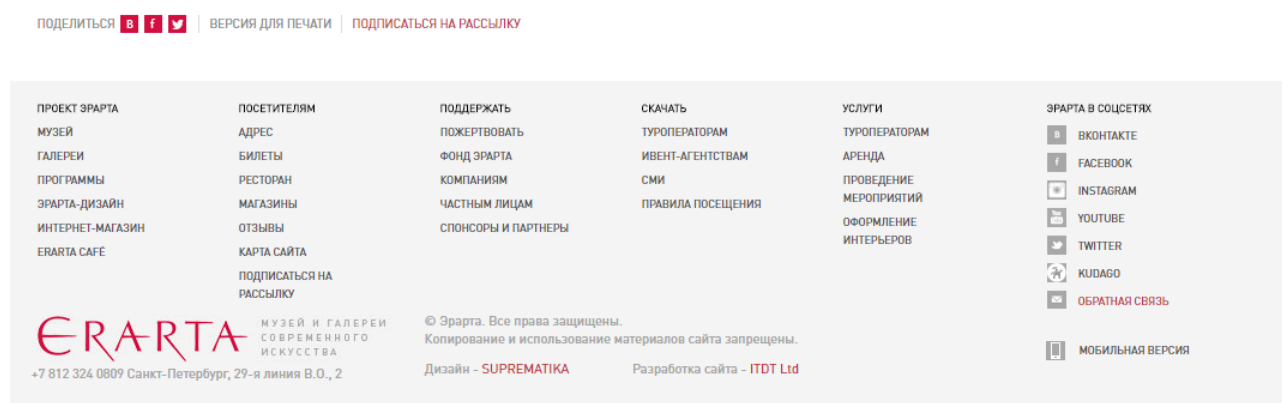 ПОДЕЛИТЬСЯ ВЕРСИЯ ДЛЯ ПЕЧАТИ ПОДПИСАТЬСЯ НА РАССЫЛКУ
ПРОЕКТ ЭРАРТА
МУЗЕЙ
ГАЛЕРЕИ
ПРОГРАММЫ
ЭРАРТА-ДИЗАЙН
ИНТЕРНЕТ-МАГАЗИН
ERARTA CAFÉ
ПОСЕТИТЕЛЯМ
АДРЕС
БИЛЕТЫ
РЕСТОРАН
МАГАЗИНЫ
ОТЗЫВЫ
КАРТА САЙТА
ПОДПИСАТЬСЯ НА
РАССЫЛКУ
ПОДДЕРЖАТЬ
ПОЖЕРТВОВАТЬ
ФОНД ЭРАРТА
КОМПАНИЯМ
ЧАСТНЫМ ЛИЦАМ
СПОНСОРЫ И ПАРТНЕРЫ
СКАЧАТЬ
ТУРОПЕРАТОРАМ
ИВЕНТ-АГЕНТСТВАМ
СМИ
ПРАВИЛА ПОСЕЩЕНИЯ
УСЛУГИ
ТУРОПЕРАТОРАМ
АРЕНДА
ПРОВЕДЕНИЕ
МЕРОПРИЯТИЙ
ОФОРМЛЕНИЕ
ИНТЕРЬЕРОВ
ЭРАРТА В СОЦСЕТЯХ
ВКОНТАКТЕ
FACEBOOK
INSTAGRAM
YOUTUBE
TWITTER
KUDAGO
ОБРАТНАЯ СВЯЗЬ
МОБИЛЬНАЯ ВЕРСИЯ
ERARTA
МУЗЕЙ И ГАЛЕРЕИ
СОВРЕМЕННОГО
ИСКУССТВА
+7 812 324 0809 Санкт-Петербург, 29-я линия В.О., 2
© Эрарта. Все права защищены.
Копирование и использование материалов сайта запрещены.
Дизайн - SUPREMATIKA Разработка сайта - ITDT Ltd